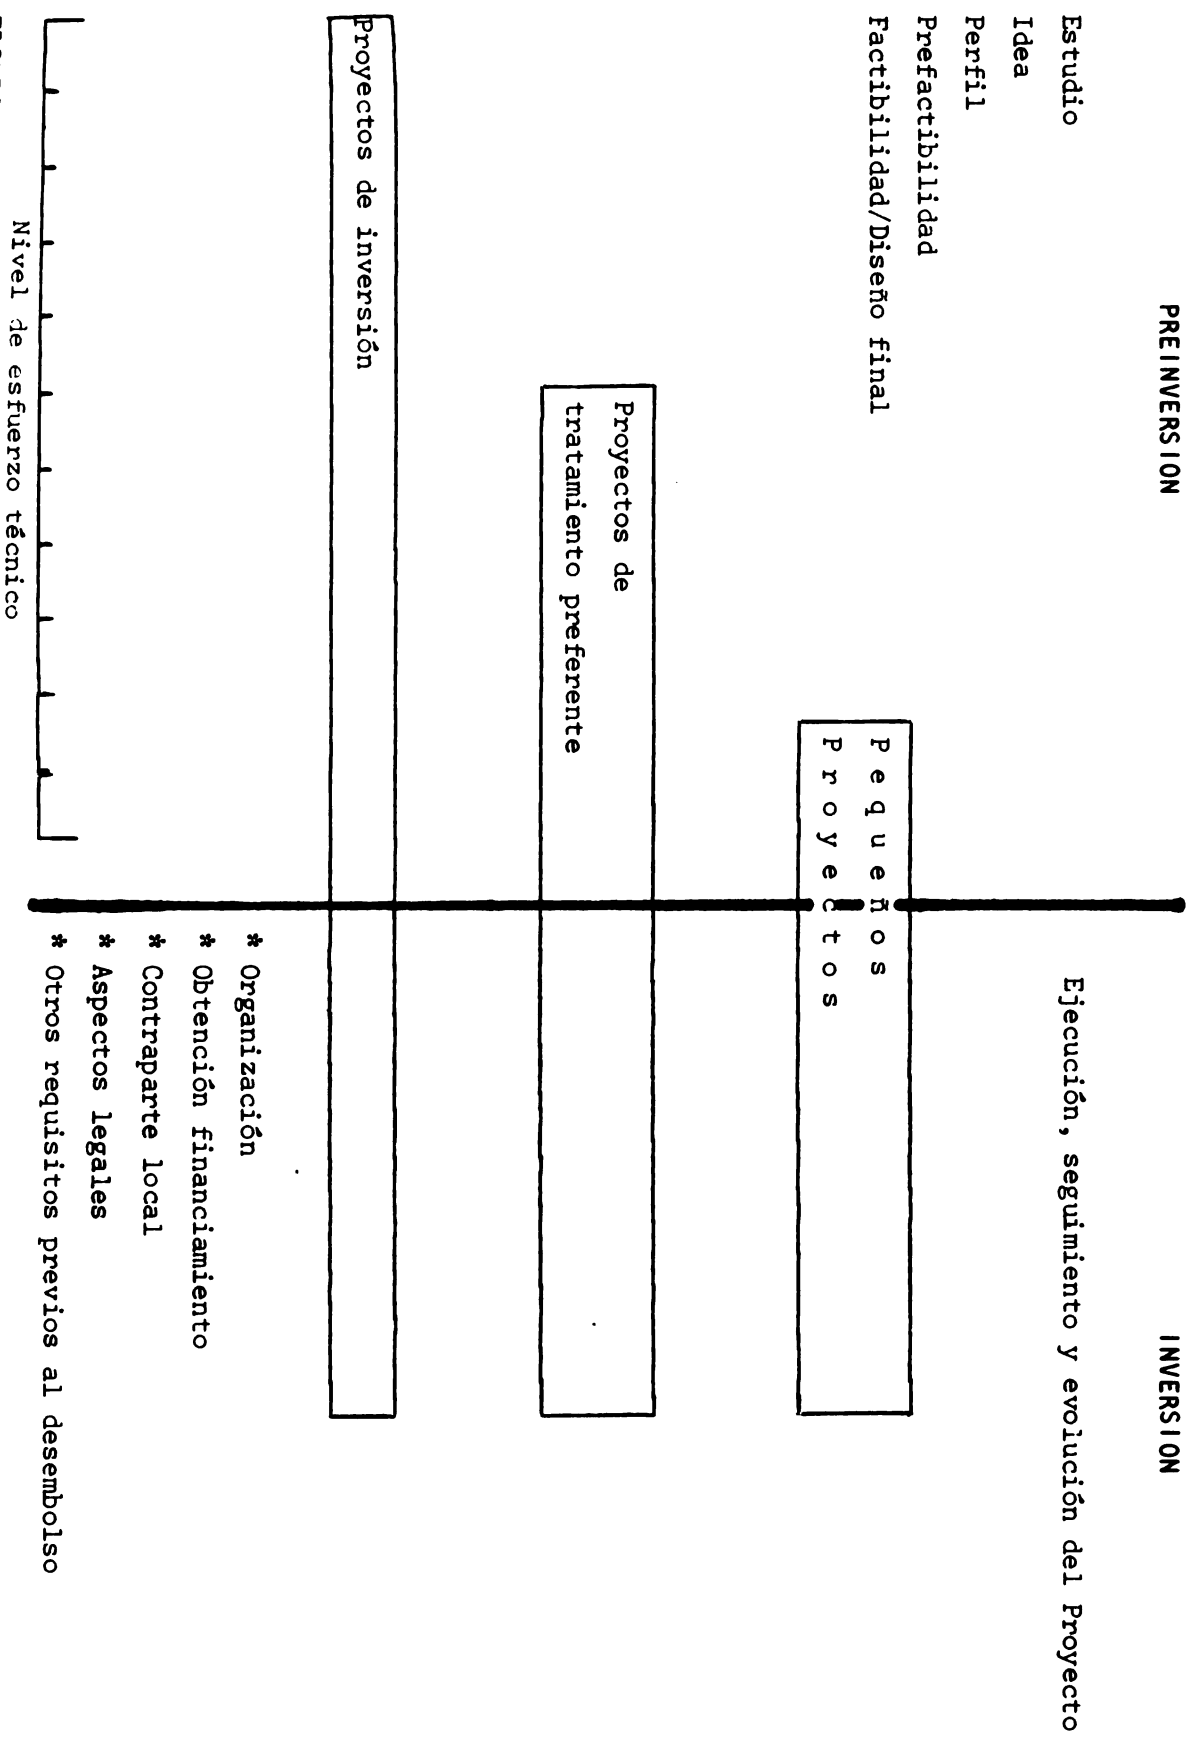 PREINVERSION
INVERSION
Estudio
Idea
Perfil
Prefactibilidad
Factibilidad/Diseño final
Ejecución, seguimiento y evolución del Proyecto
Pequeños
Proyectos
Proyectos de
tratamiento preferente
Proyectos de inversión
* Organización
* Obtención financiamiento
* Contraparte local
* Aspectos legales
* Otros requisitos previos al desembolso
Nivel de esfuerzo técnico